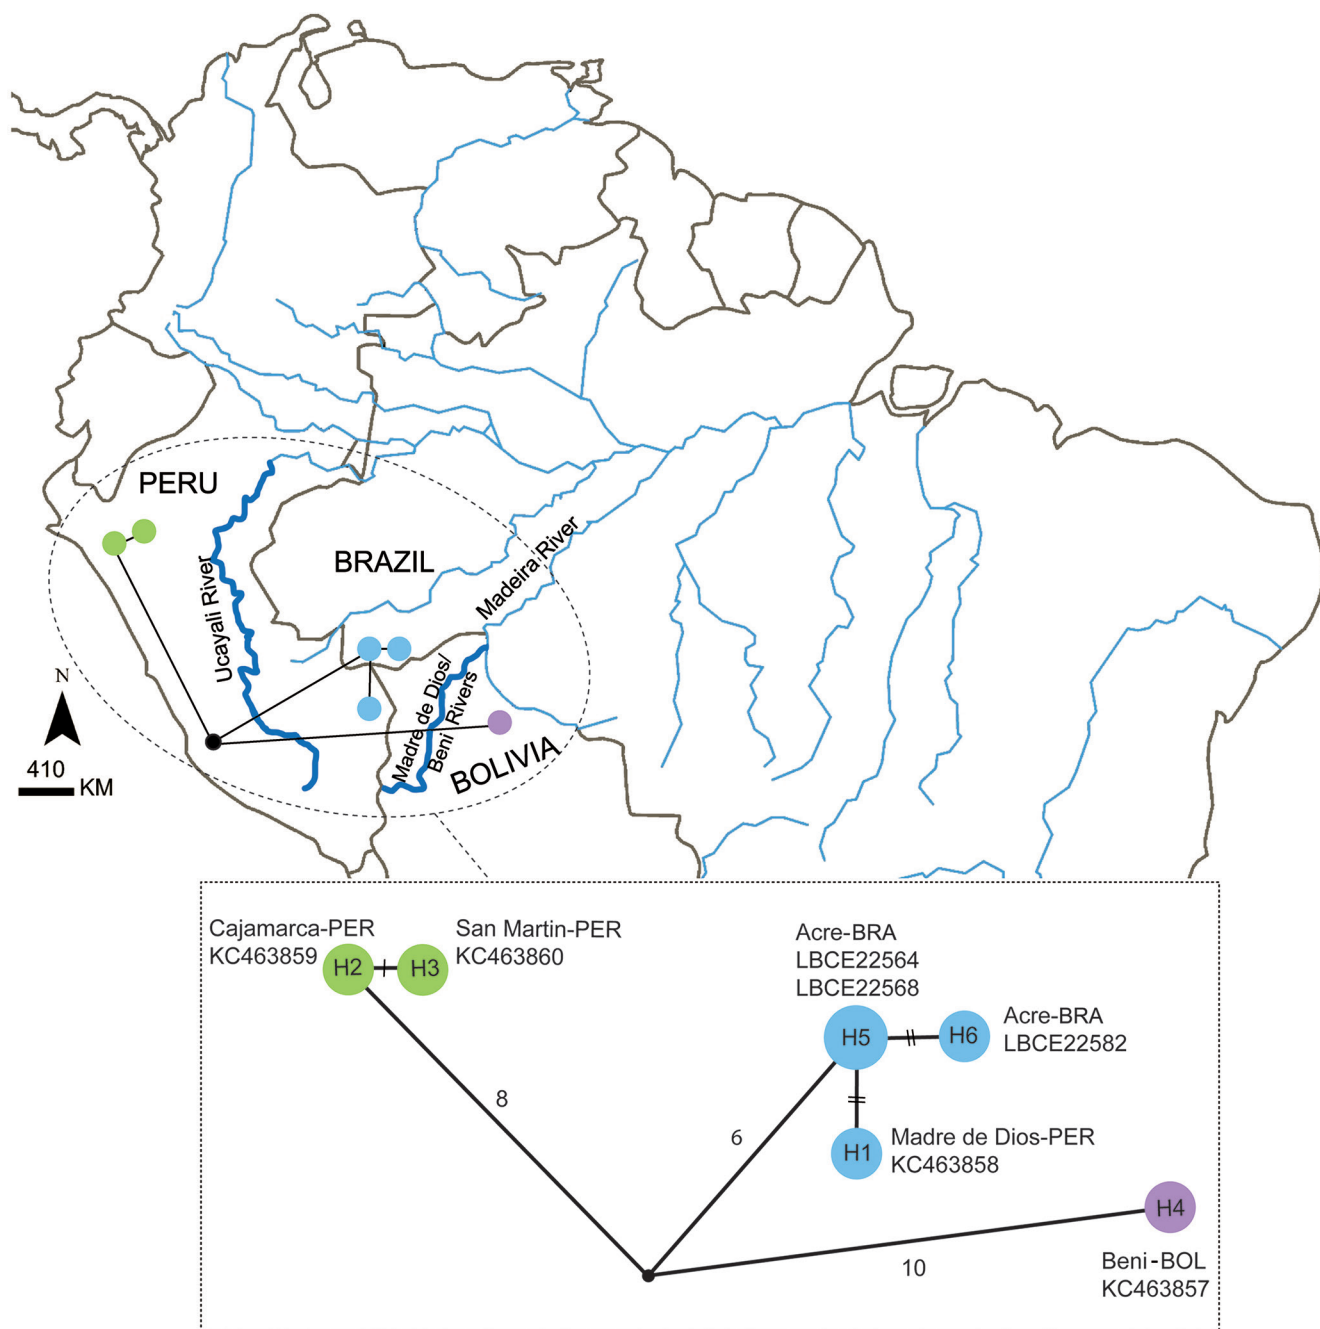 PERU
BRAZIL
Madeira River
Ucayali River
Madre de Dios/
Beni Rivers
BOLIVIA
N
410
KM
Cajamarca-PER
KC463859
San Martin-PER
KC463860
H2
H3
Acre-BRA
LBCE22564
LBCE22568
H5
H6
Acre-BRA
LBCE22582
8
6
H1
Madre de Dios-PER
KC463858
H4
10
Beni-BOL
KC463857